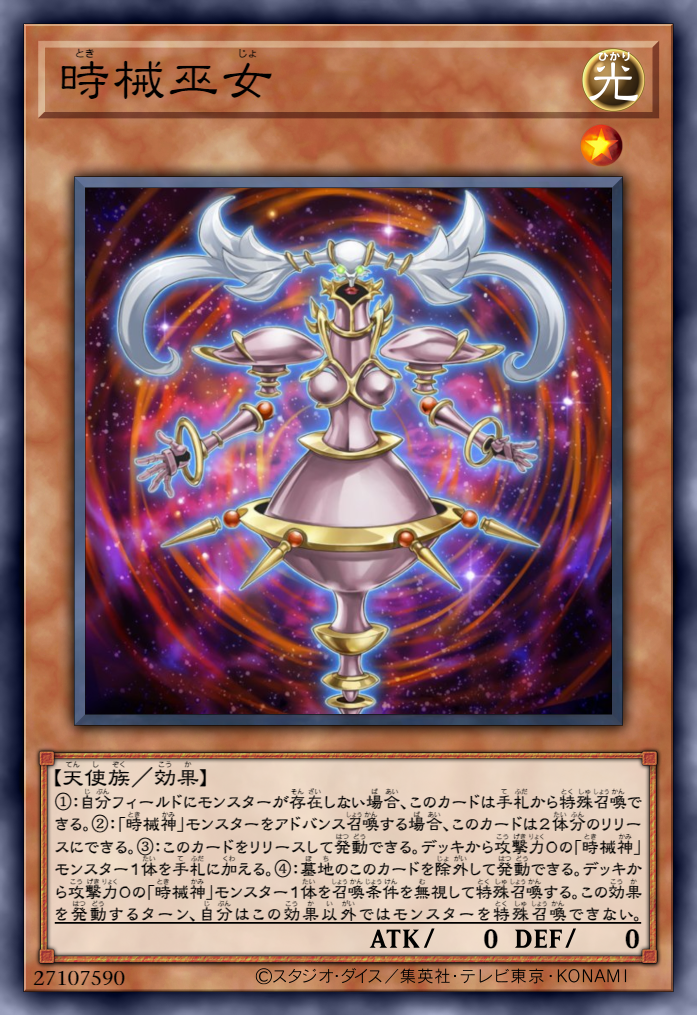 時械巫女
光
【天使族／効果】
①:自分フィールドにモンスターが存在しない場合、このカードは手札から特殊召喚で
きる。②:「時械神」モンスターをアドバンス召喚する場合、このカードは２体分のリリー
スにできる。③:このカードをリリースして発動できる。デッキから攻撃力０の「時械神」
モンスター１体を手札に加える。④:墓地のこのカードを除外して発動できる。デッキか
ら攻撃力０の「時械神」モンスター１体を召喚条件を無視して特殊召喚する。この効果
を発動するターン、自分はこの効果以外ではモンスターを特殊召喚できない。
ATK/ 0 DEF/ 0
27107590 ©スタジオ・ダイス／集英社・テレビ東京・KONAMI